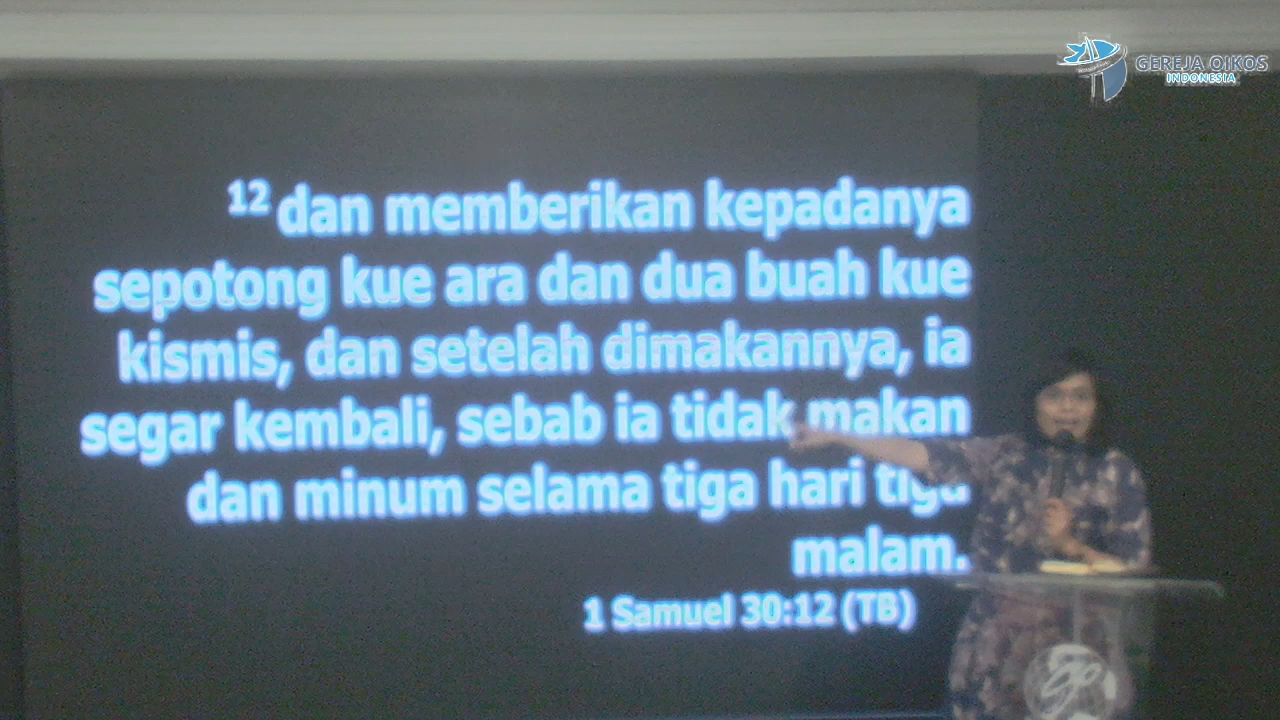 GEREJA OIKOS
INDONESIA
12 dan memberikan kepadanya
sepotong kue ara dan dua buah kue
kismis, dan setelah dimakannya, ia
segar kembali, sebab ia tidak makan
dan minum selama tiga hari tiga
malam.
1 Samuel 30:12 (TB)
go